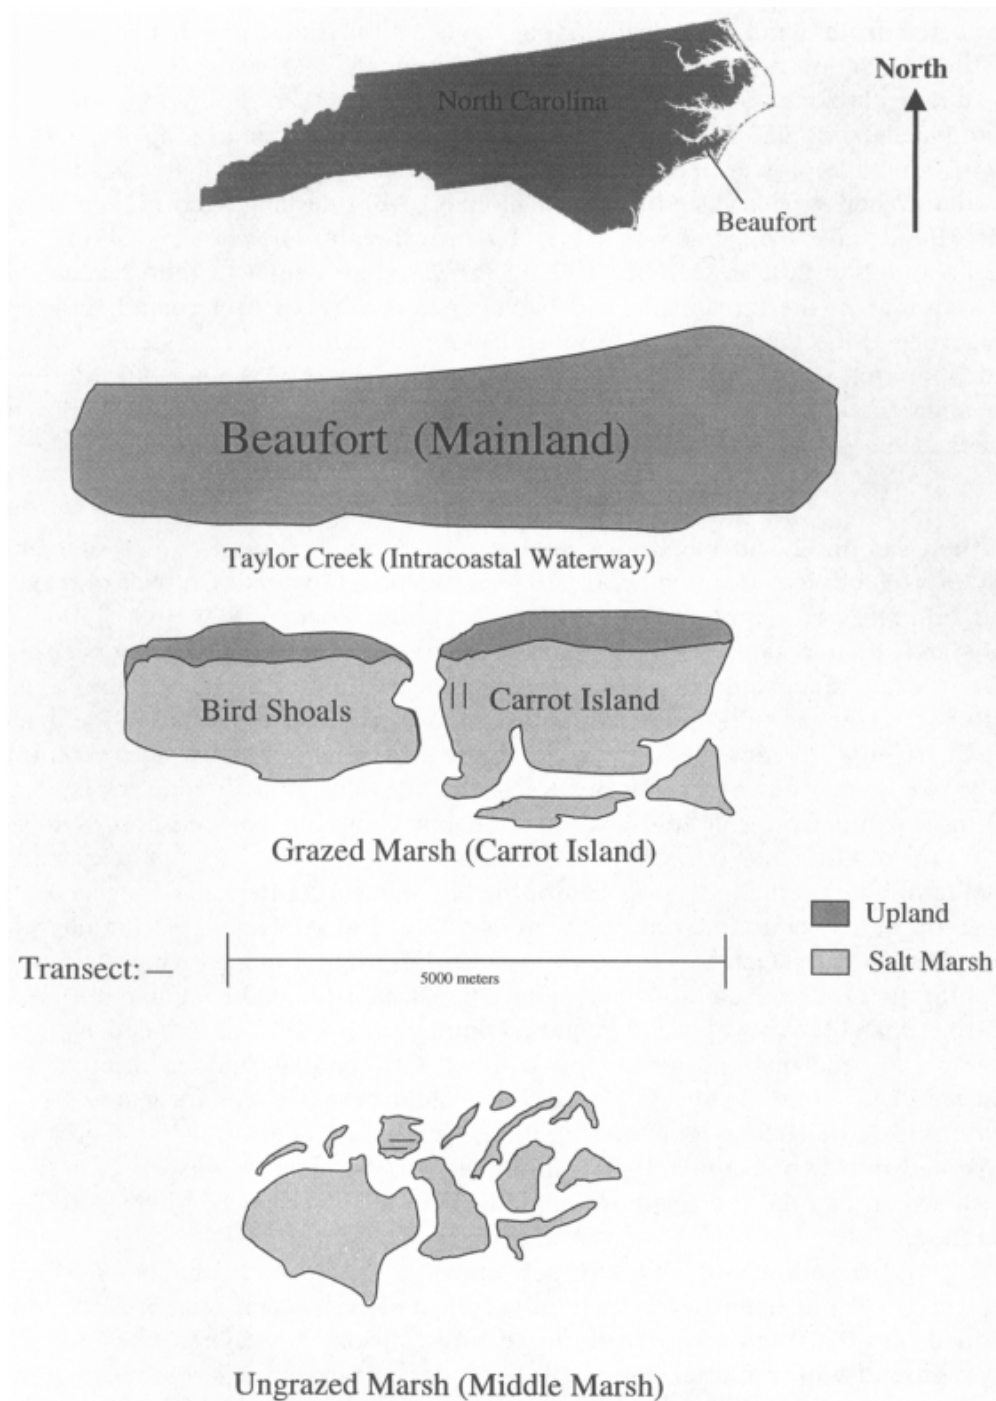 North Carolina
North
Beaufort
Beaufort (Mainland)
Taylor Creek (Intracoastal Waterway)
Bird Shoals
Carrot Island
Grazed Marsh (Carrot Island)
Upland
Salt Marsh
Transect:
5000 meters
Ungrazed Marsh (Middle Marsh)